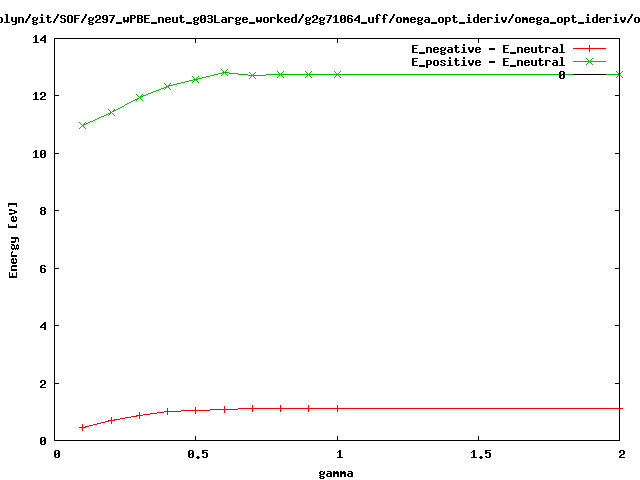 olyn/git/SOF/g297_wPBE_neut_g03Large_worked/g2g71064_uff/omega_opt_ideriv/omega_opt_ideriv/o
14
12
10
8
6
4
2
0
Energy [eV]
E_negative - E_neutral
E_positive - E_neutral
0
0 0.5 1 1.5 2
gamma